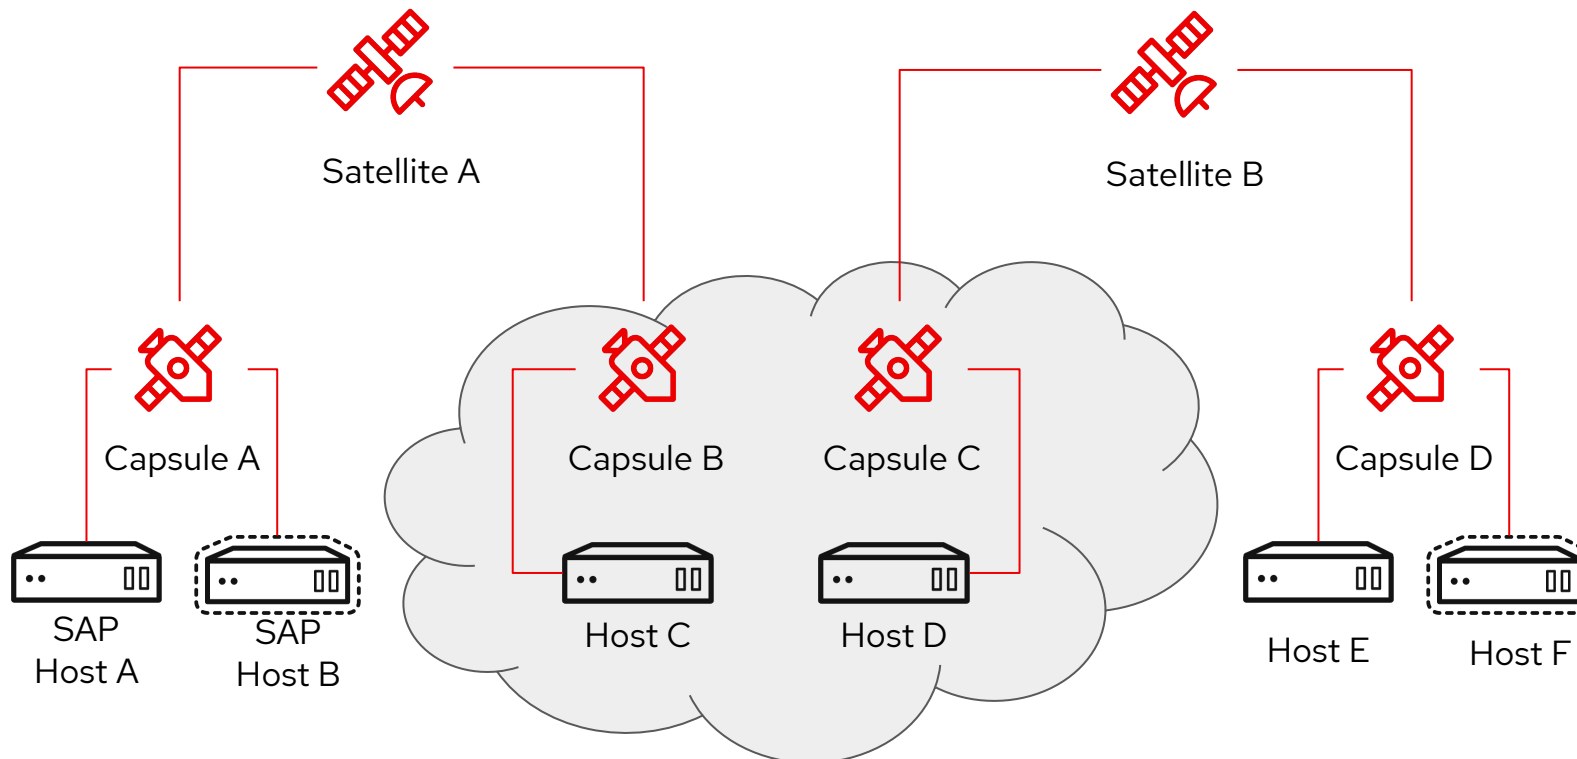 Satellite A
Satellite B
Capsule A
Capsule B
Capsule C
Capsule D
SAP
Host A
SAP
Host B
Host C
Host D
Host E
Host F